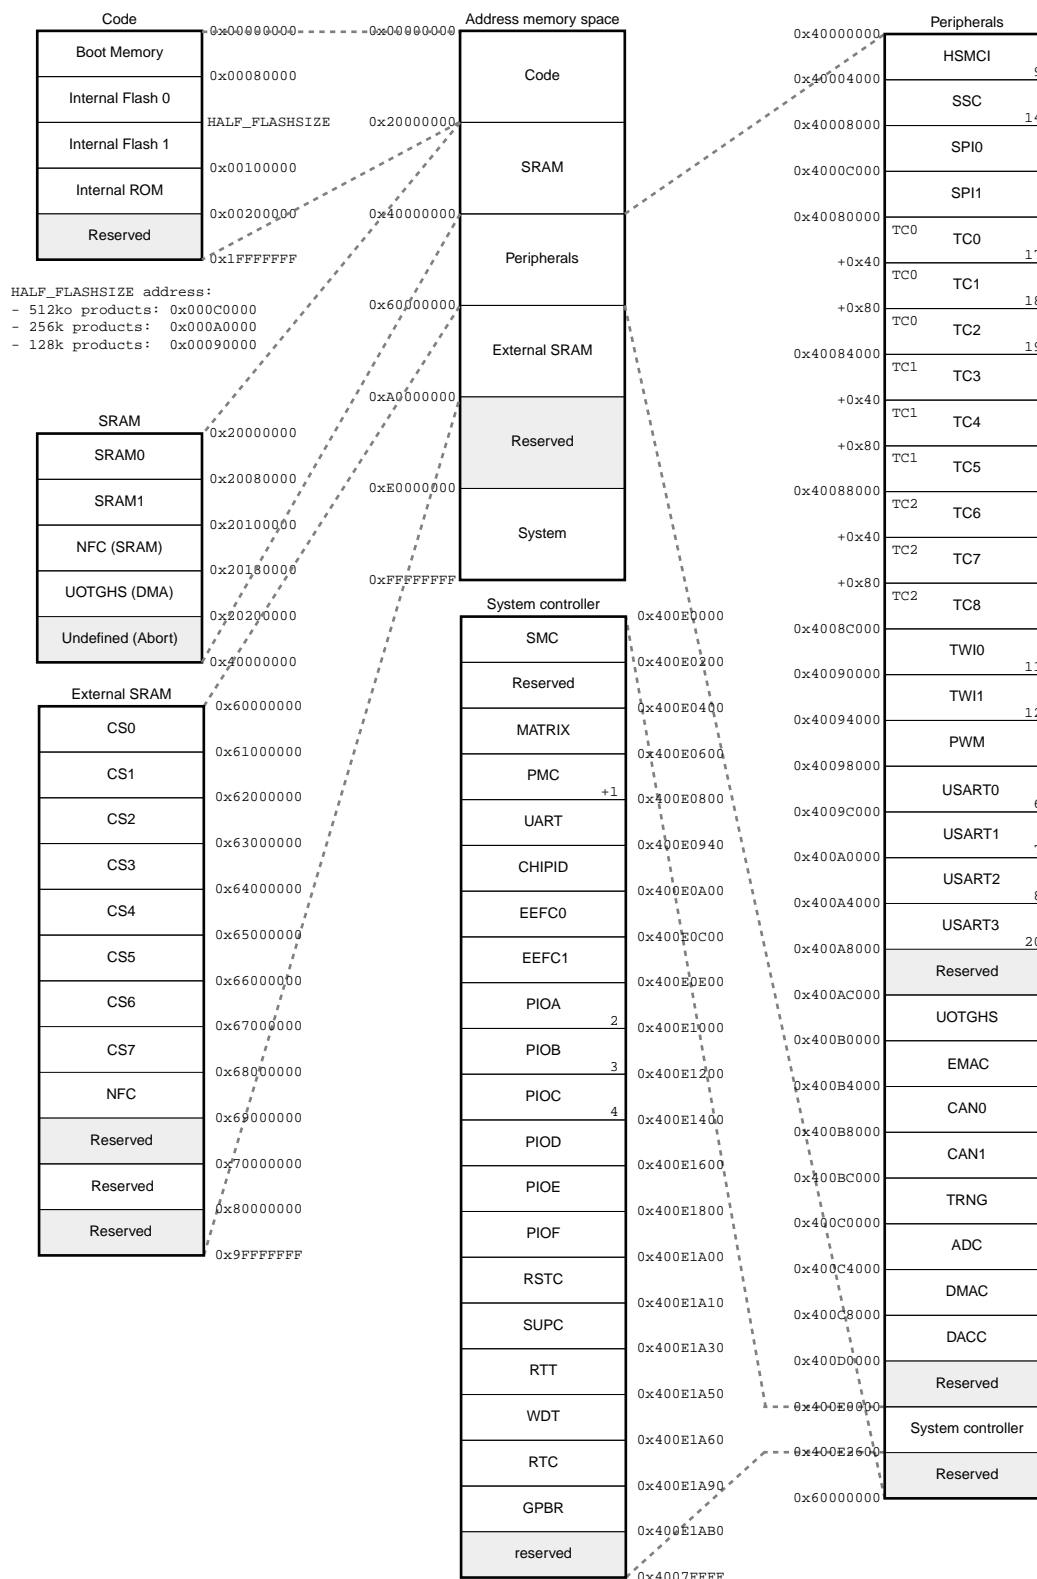 Code
0x00000000
Boot Memory
0x00080000
Internal Flash 0
HALF_FLASHSIZE
Internal Flash 1
0x00100000
Internal ROM
0x00200000
Reserved
0x1FFFFFFF
HALF_FLASHSIZE address:
- 512ko products: 0x000C0000
- 256k products: 0x000A0000
- 128k products: 0x00090000
SRAM
0x20000000
SRAM0
0x20080000
SRAM1
0x20100000
NFC (SRAM)
0x20180000
UOTGHS (DMA)
0x20200000
Undefined (Abort)
0x40000000
External SRAM
0x60000000
CS0
0x61000000
CS1
0x62000000
CS2
0x63000000
CS3
0x64000000
CS4
0x65000000
CS5
0x66000000
CS6
0x67000000
CS7
0x68000000
NFC
0x69000000
Reserved
0x70000000
Reserved
0x80000000
Reserved
0x9FFFFFFF
Address memory space
0x00000000
Code
0x20000000
SRAM
0x40000000
Peripherals
0x60000000
External SRAM
0xA0000000
Reserved
0xE0000000
System
0xFFFFFFFF
System controller
0x400E0000
SMC
0x400E0200
Reserved
0x400E0400
MATRIX
0x400E0600
PMC
+1
0x400E0800
UART
0x400E0940
CHIPID
0x400E0A00
EEFC0
0x400E0C00
EEFC1
0x400E0E00
PIOA
2
0x400E1000
PIOB
3
0x400E1200
PIOC
4
0x400E1400
PIOD
0x400E1600
PIOE
0x400E1800
PIOF
0x400E1A00
RSTC
0x400E1A10
SUPC
0x400E1A30
RTT
0x400E1A50
WDT
0x400E1A60
RTC
0x400E1A90
GPBR
0x400E1AB0
reserved
0x4007FFFF
Peripherals
0x40000000
HSMCI
0x40004000
SSC
14
0x40008000
SPI0
0x4000C000
SPI1
0x40080000
TC0 TC0
17
+0x40
TC0 TC1
18
+0x80
TC0 TC2
19
0x40084000
TC1 TC3
+0x40
TC1 TC4
+0x80
TC1 TC5
0x40088000
TC2 TC6
+0x40
TC2 TC7
+0x80
TC2 TC8
0x4008C000
TWI0
11
0x40090000
TWI1
12
0x40094000
PWM
0x40098000
USART0
0x4009C000
USART1
0x400A0000
USART2
8
0x400A4000
USART3
20
0x400A8000
Reserved
0x400AC000
UOTGHS
0x400B0000
EMAC
0x400B4000
CAN0
0x400B8000
CAN1
0x400BC000
TRNG
0x400C0000
ADC
0x400C4000
DMAC
0x400C8000
DACC
0x400D0000
Reserved
0x400E0000
System controller
0x400E2600
Reserved
0x60000000